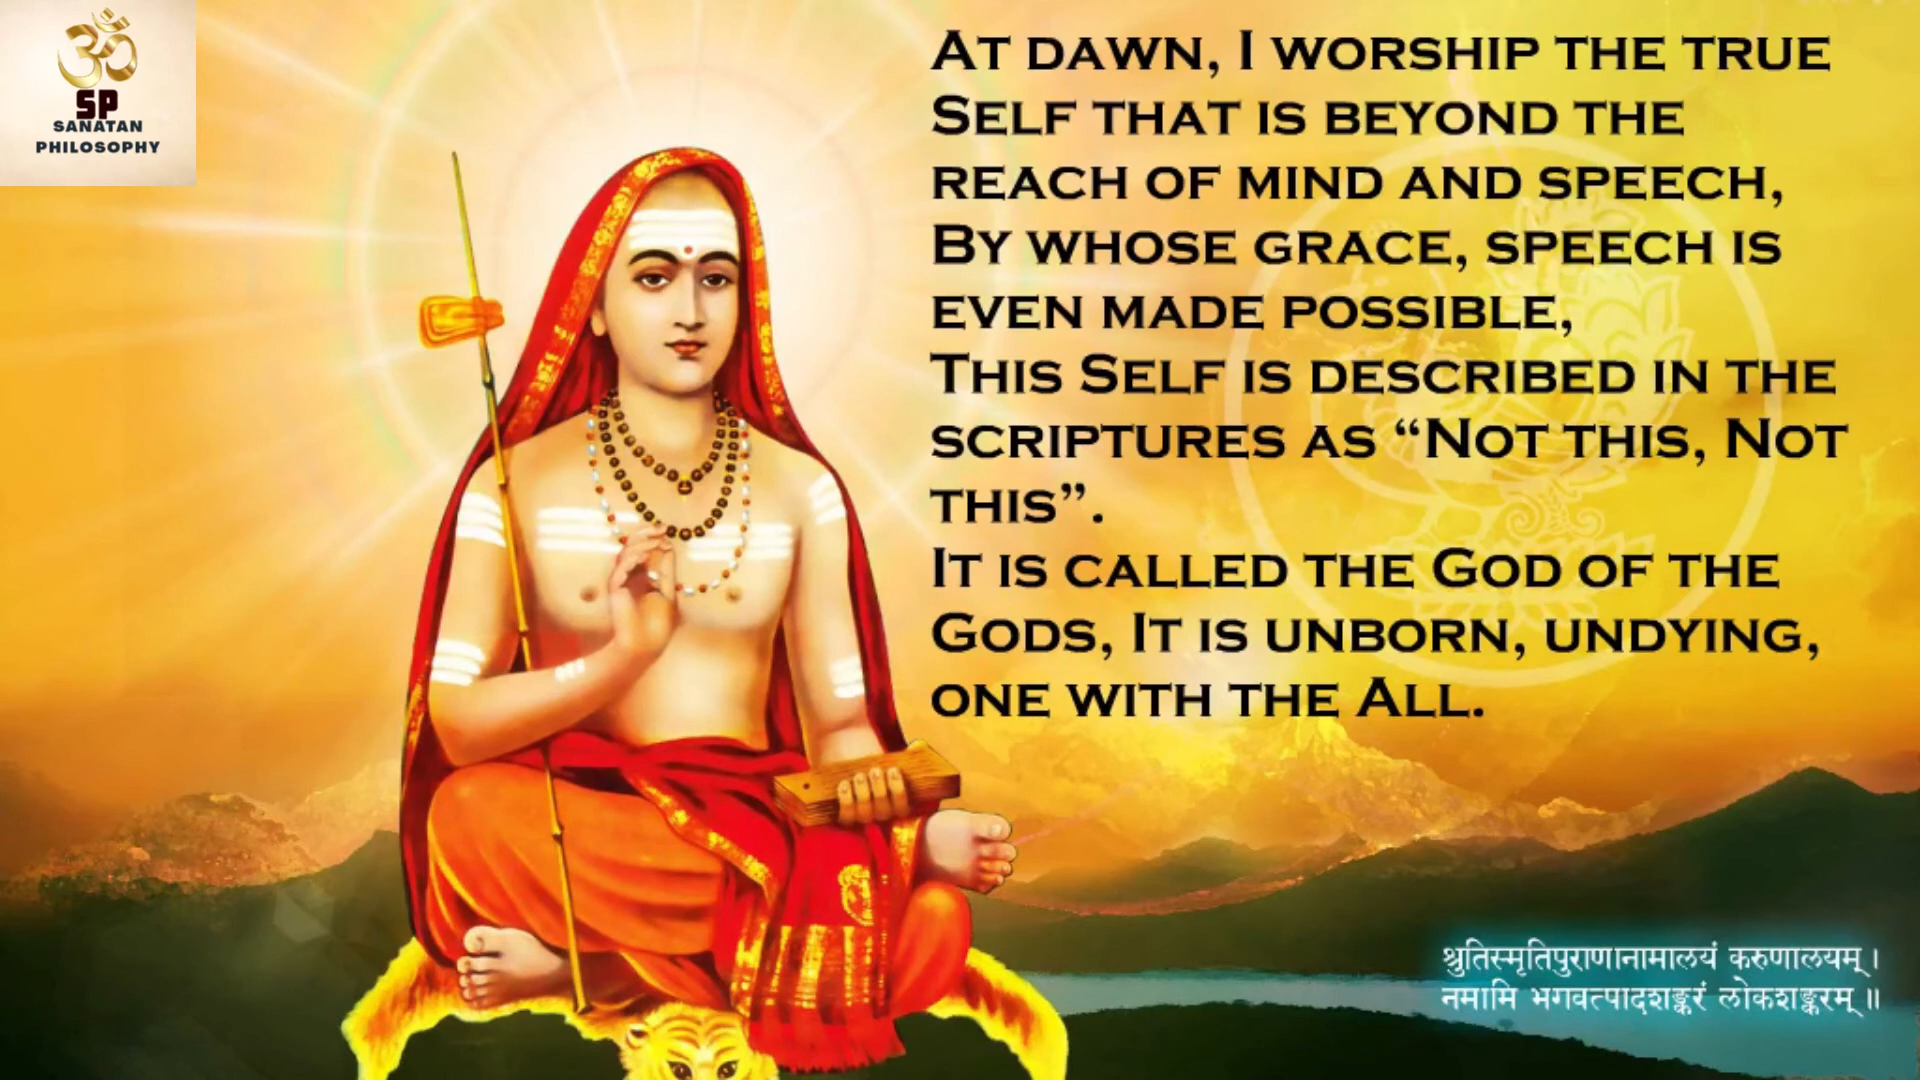 ॐ
SP
SANATAN
PHILOSOPHY
AT DAWN, I WORSHIP THE TRUE
SELF THAT IS BEYOND THE
REACH OF MIND AND SPEECH,
BY WHOSE GRACE, SPEECH IS
EVEN MADE POSSIBLE,
THIS SELF IS DESCRIBED IN THE
SCRIPTURES AS “NOT THIS, NOT
THIS”.
IT IS CALLED THE GOD OF THE
GODS, IT IS UNBORN, UNDYING,
ONE WITH THE ALL.
श्रुतिस्मृतिपुराणानामालयं करुणालयम् ।
नमामि भगवत्पादशङ्करं लोकशङ्करम् ॥